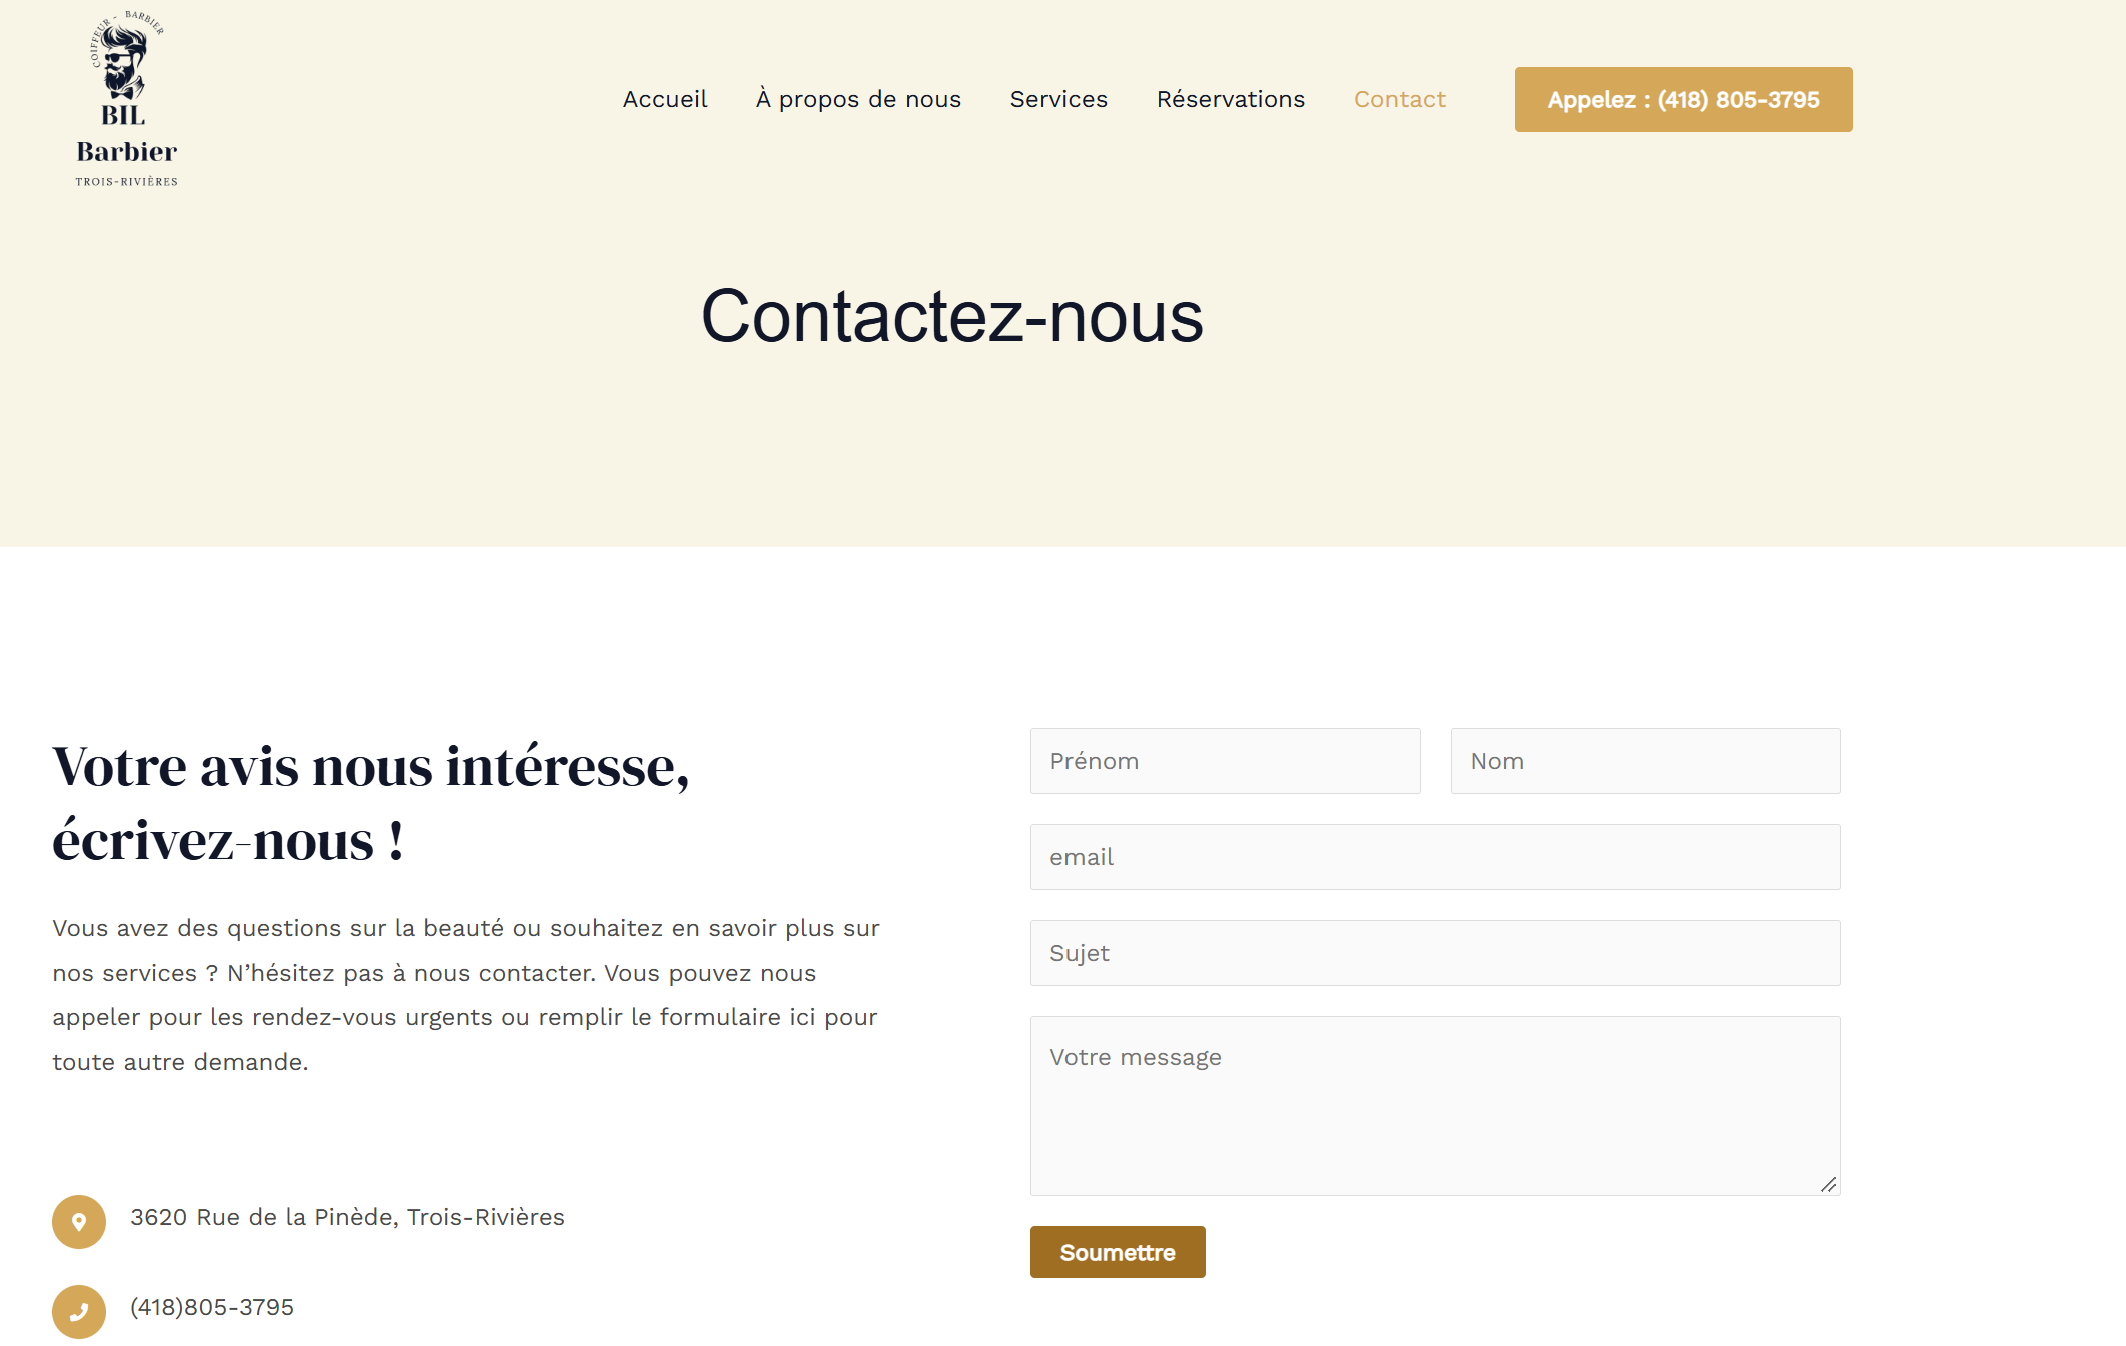 COIFFEUR - BARBIER
BIL
Barbier
TROIS-RIVIÈRES
Accueil
À propos de nous
Services
Réservations
Contact
Appelez : (418) 805-3795
Contactez-nous
Votre avis nous intéresse,
écrivez-nous !
Vous avez des questions sur la beauté ou souhaitez en savoir plus sur
nos services ? N’hésitez pas à nous contacter. Vous pouvez nous
appeler pour les rendez-vous urgents ou remplir le formulaire ici pour
toute autre demande.
3620 Rue de la Pinède, Trois-Rivières
(418)805-3795
Prénom
Nom
email
Sujet
Votre message
Soumettre